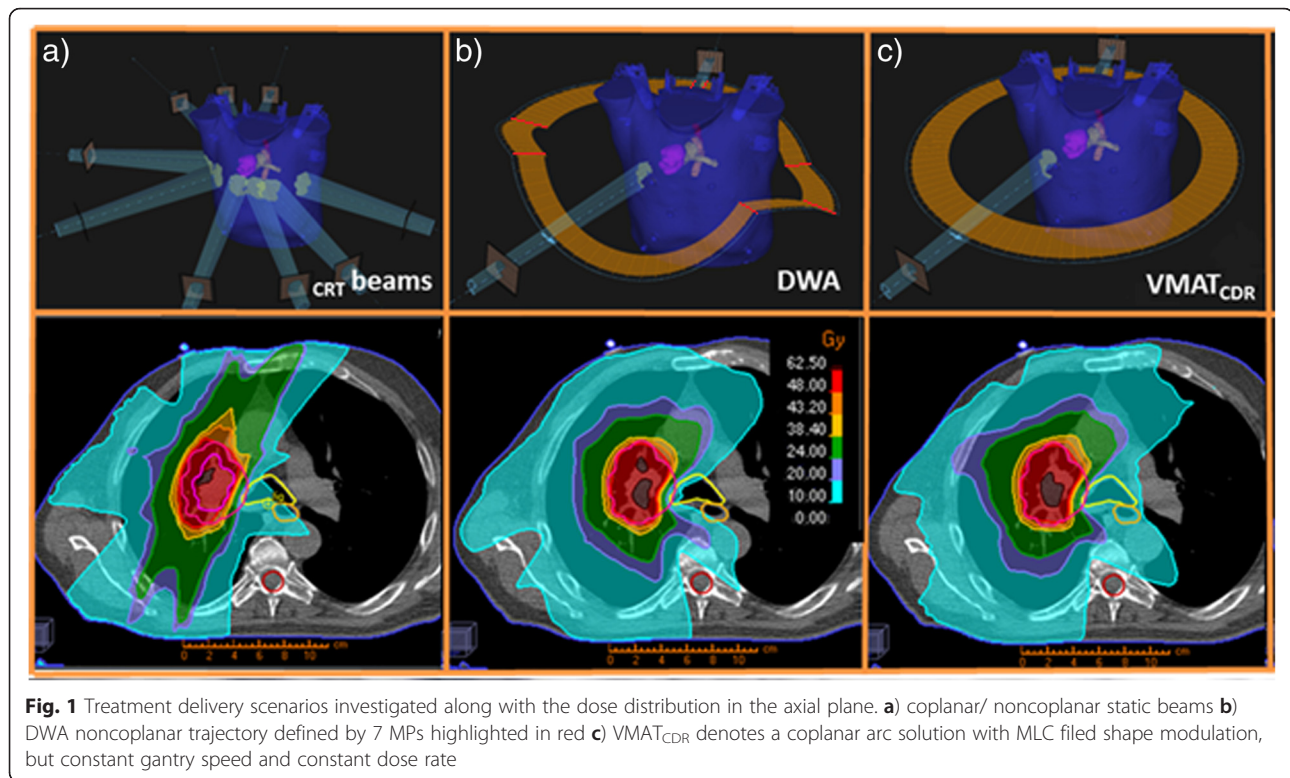 a)
CRT beams
b)
DWA
c)
VMATCDR
Gy
62.50
48.00
43.20
38.40
24.00
20.00
10.00
0.00
0 2 4 6 8 10 cm
0 2 4 6 8 10 cm
0 2 4 6 8 10 cm
Fig. 1 Treatment delivery scenarios investigated along with the dose distribution in the axial plane. a) coplanar/ noncoplanar static beams b)
DWA noncoplanar trajectory defined by 7 MPs highlighted in red c) VMATCDR denotes a coplanar arc solution with MLC filed shape modulation,
but constant gantry speed and constant dose rate